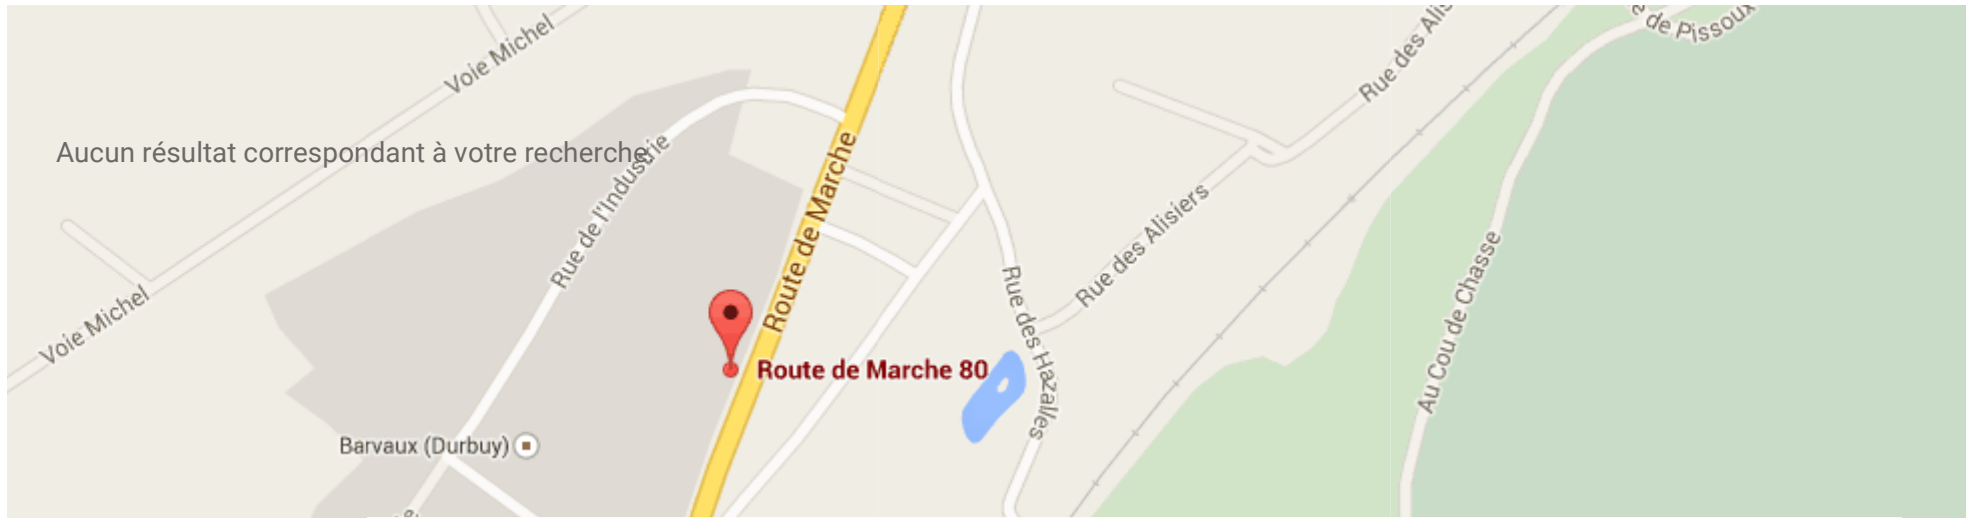 Voie Michel
Rue des Alis
de Pissoux
Aucun résultat correspondant à votre recherche
Rue de l'Industrie
Route de Marche
Rue des Alisiers
Voie Michel
Rue des Hazalles
Au Cou de Chasse
Route de Marche 80
Barvaux (Durbuy)